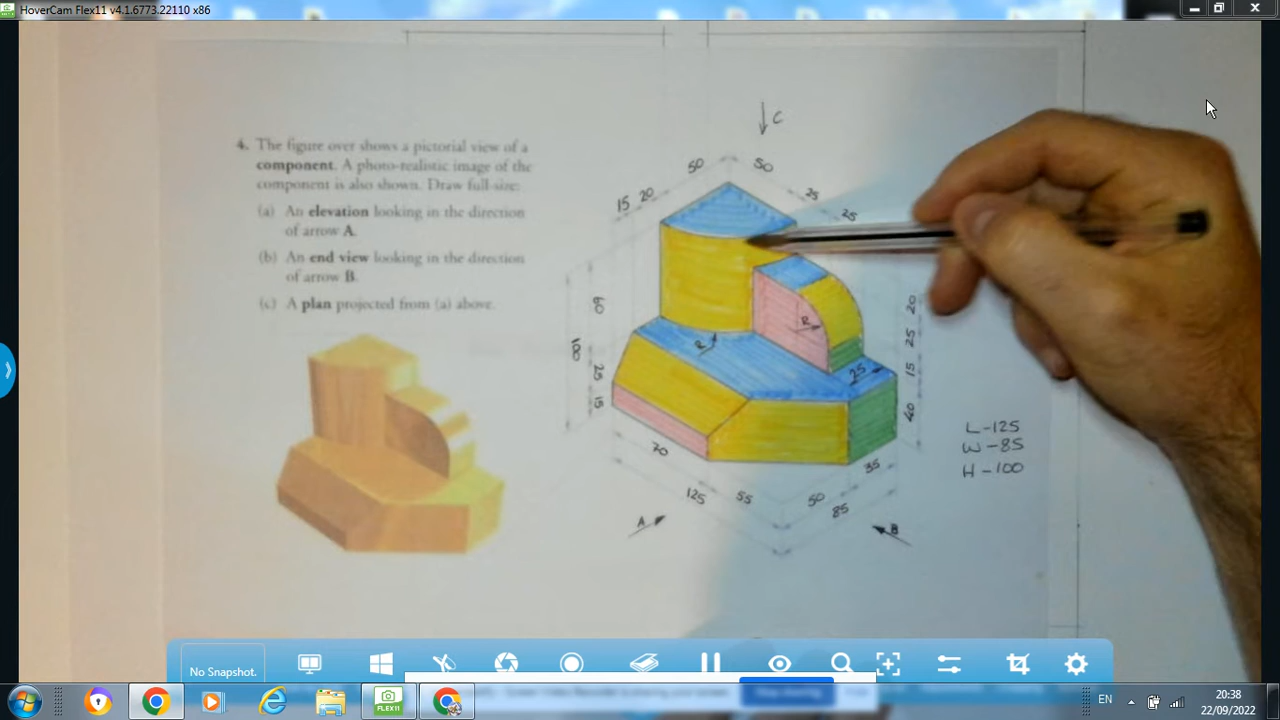 HoverCam Flex11 v4.1.6773.22110 x86
4. The figure over shows a pictorial view of a
component. A photo-realistic image of the
component is also shown. Draw full-size:
(a) An elevation looking in the direction
of arrow A.
(b) An end view looking in the direction
of arrow B.
(c) A plan projected from (a) above.
C
50
50
15
20
25
25
60
100
25
15
20
25
15
40
R
R
25
70
125
55
50
85
35
A
B
L-125
W-85
H-100
No Snapshot.
FLEX11
EN
20:38
22/09/2022